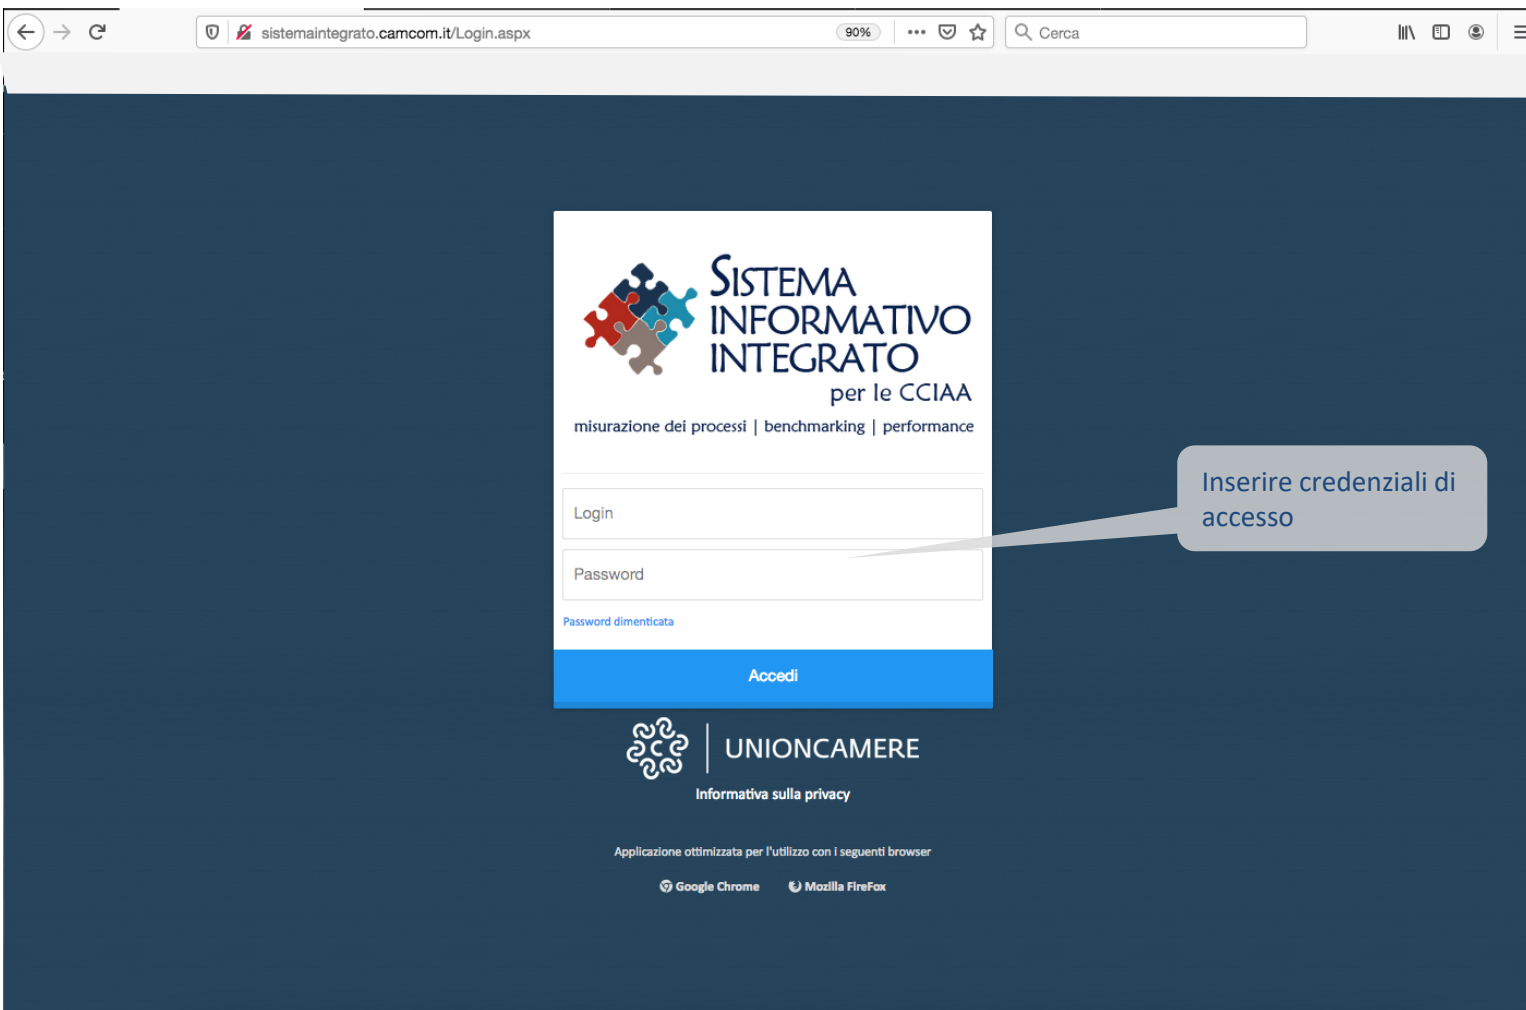 sistemaintegrato.camcom.it/Login.aspx
90%
Cerca
SISTEMA
INFORMATIVO
INTEGRATO
per le CCIAA
misurazione dei processi | benchmarking | performance
Login
Password
Password dimenticata
Accedi
Inserire credenziali di
accesso
UNIONCAMERE
Informativa sulla privacy
Applicazione ottimizzata per l'utilizzo con i seguenti browser
Google Chrome
Mozilla FireFox